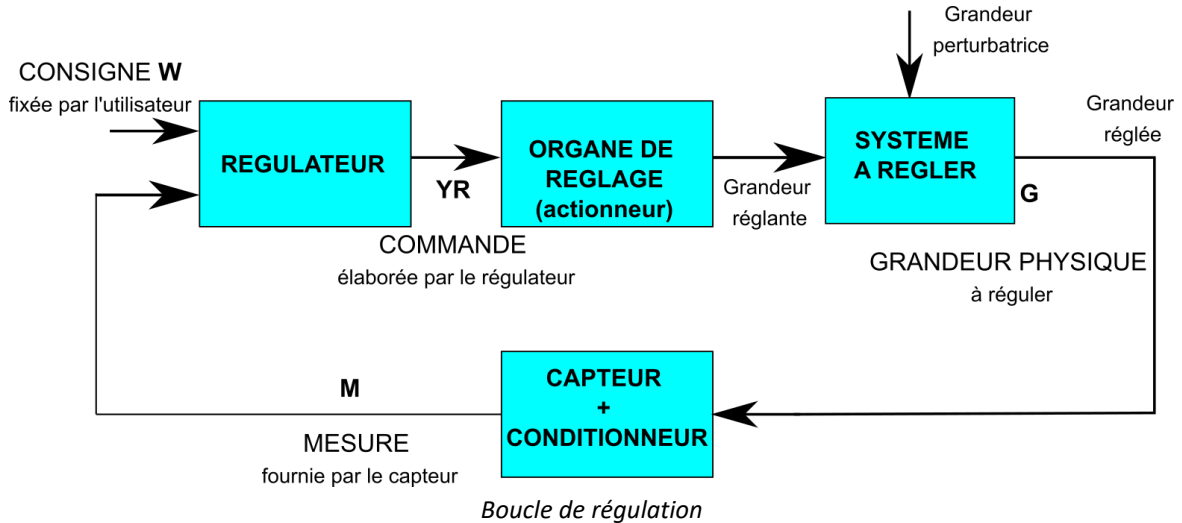 Grandeur
perturbatrice
CONSIGNE W
fixée par l'utilisateur
Grandeur
réglée
REGULATEUR
YR
ORGANE DE
REGLAGE
(actionneur)
Grandeur
réglante
SYSTEME
A REGLER
G
COMMANDE
élaborée par le régulateur
GRANDEUR PHYSIQUE
à réguler
M
MESURE
fournie par le capteur
CAPTEUR
+
CONDITIONNEUR
Boucle de régulation